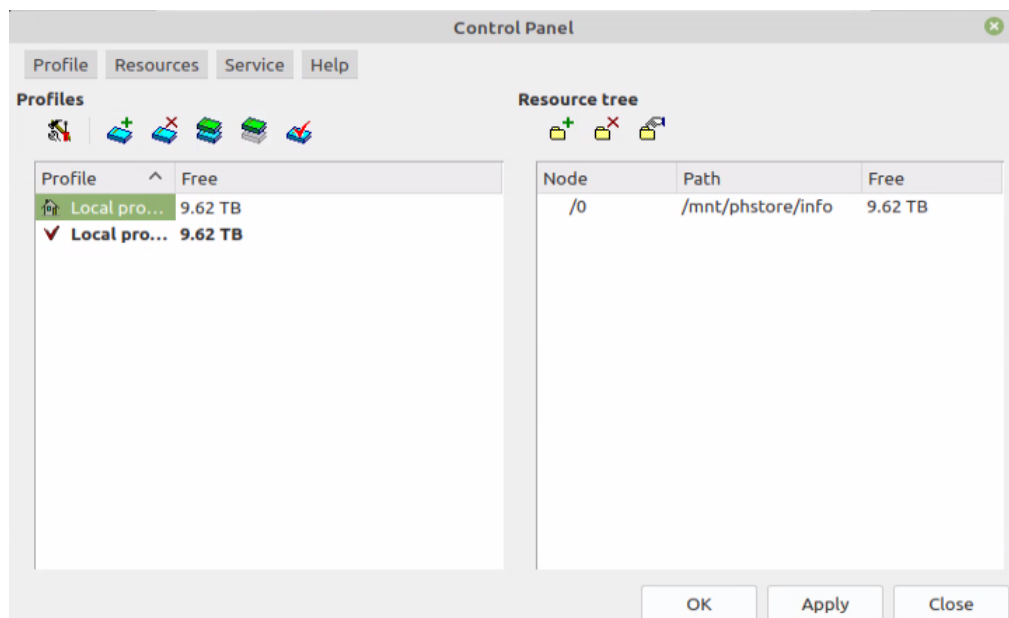 Control Panel
Profile Resources Service Help
Profiles
Resource tree
Profile Free
Local pro... 9.62 TB
Local pro... 9.62 TB
Node Path Free
/0 /mnt/phstore/info 9.62 TB
OK Apply Close